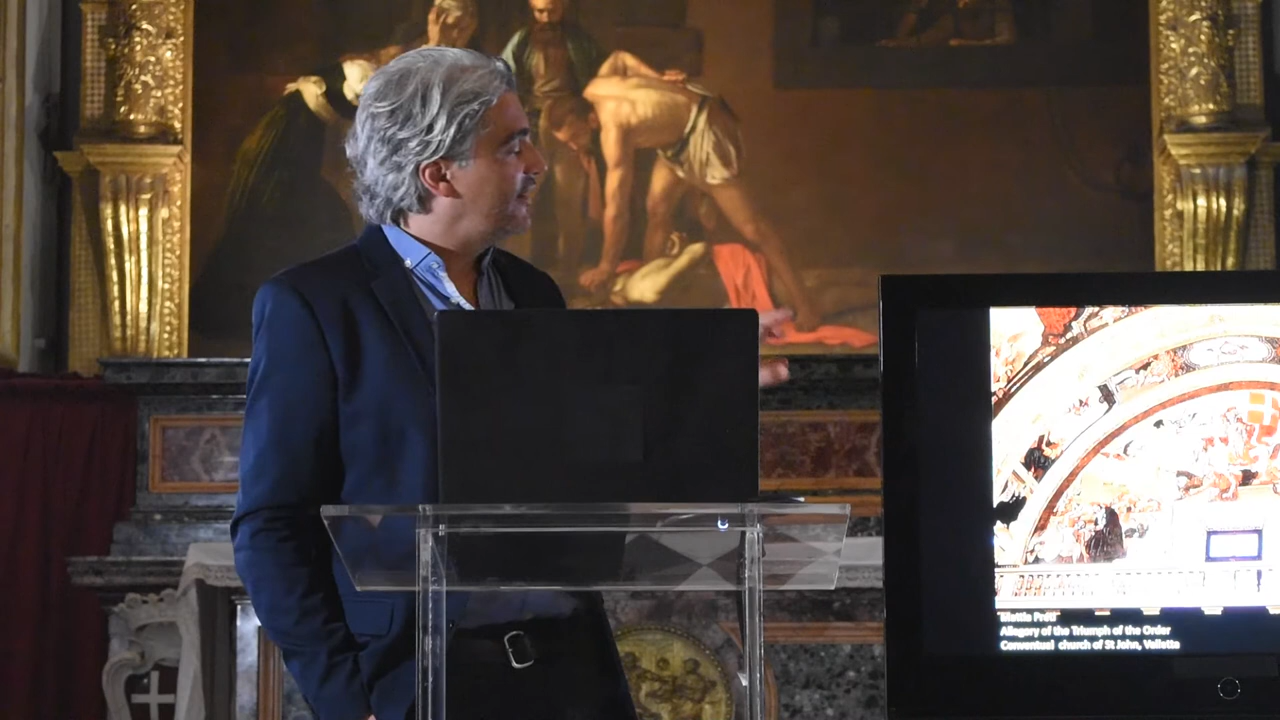 Mattia Preti
Allegory of the Triumph of the Order
Conventual church of St John, Valletta